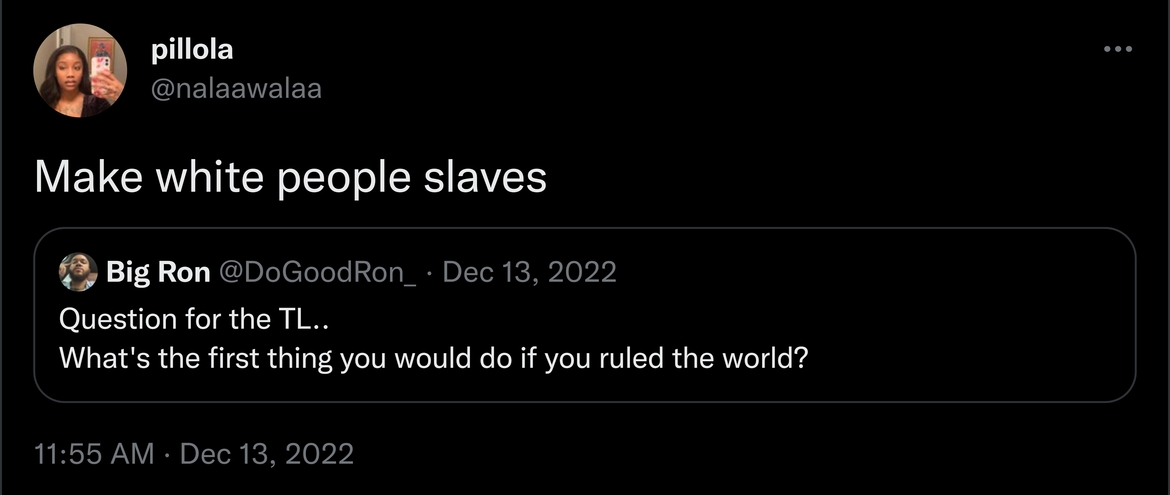 pillola
@nalaawalaa
Make white people slaves
Big Ron @DoGoodRon_ · Dec 13, 2022
Question for the TL..
What's the first thing you would do if you ruled the world?
11:55 AM · Dec 13, 2022